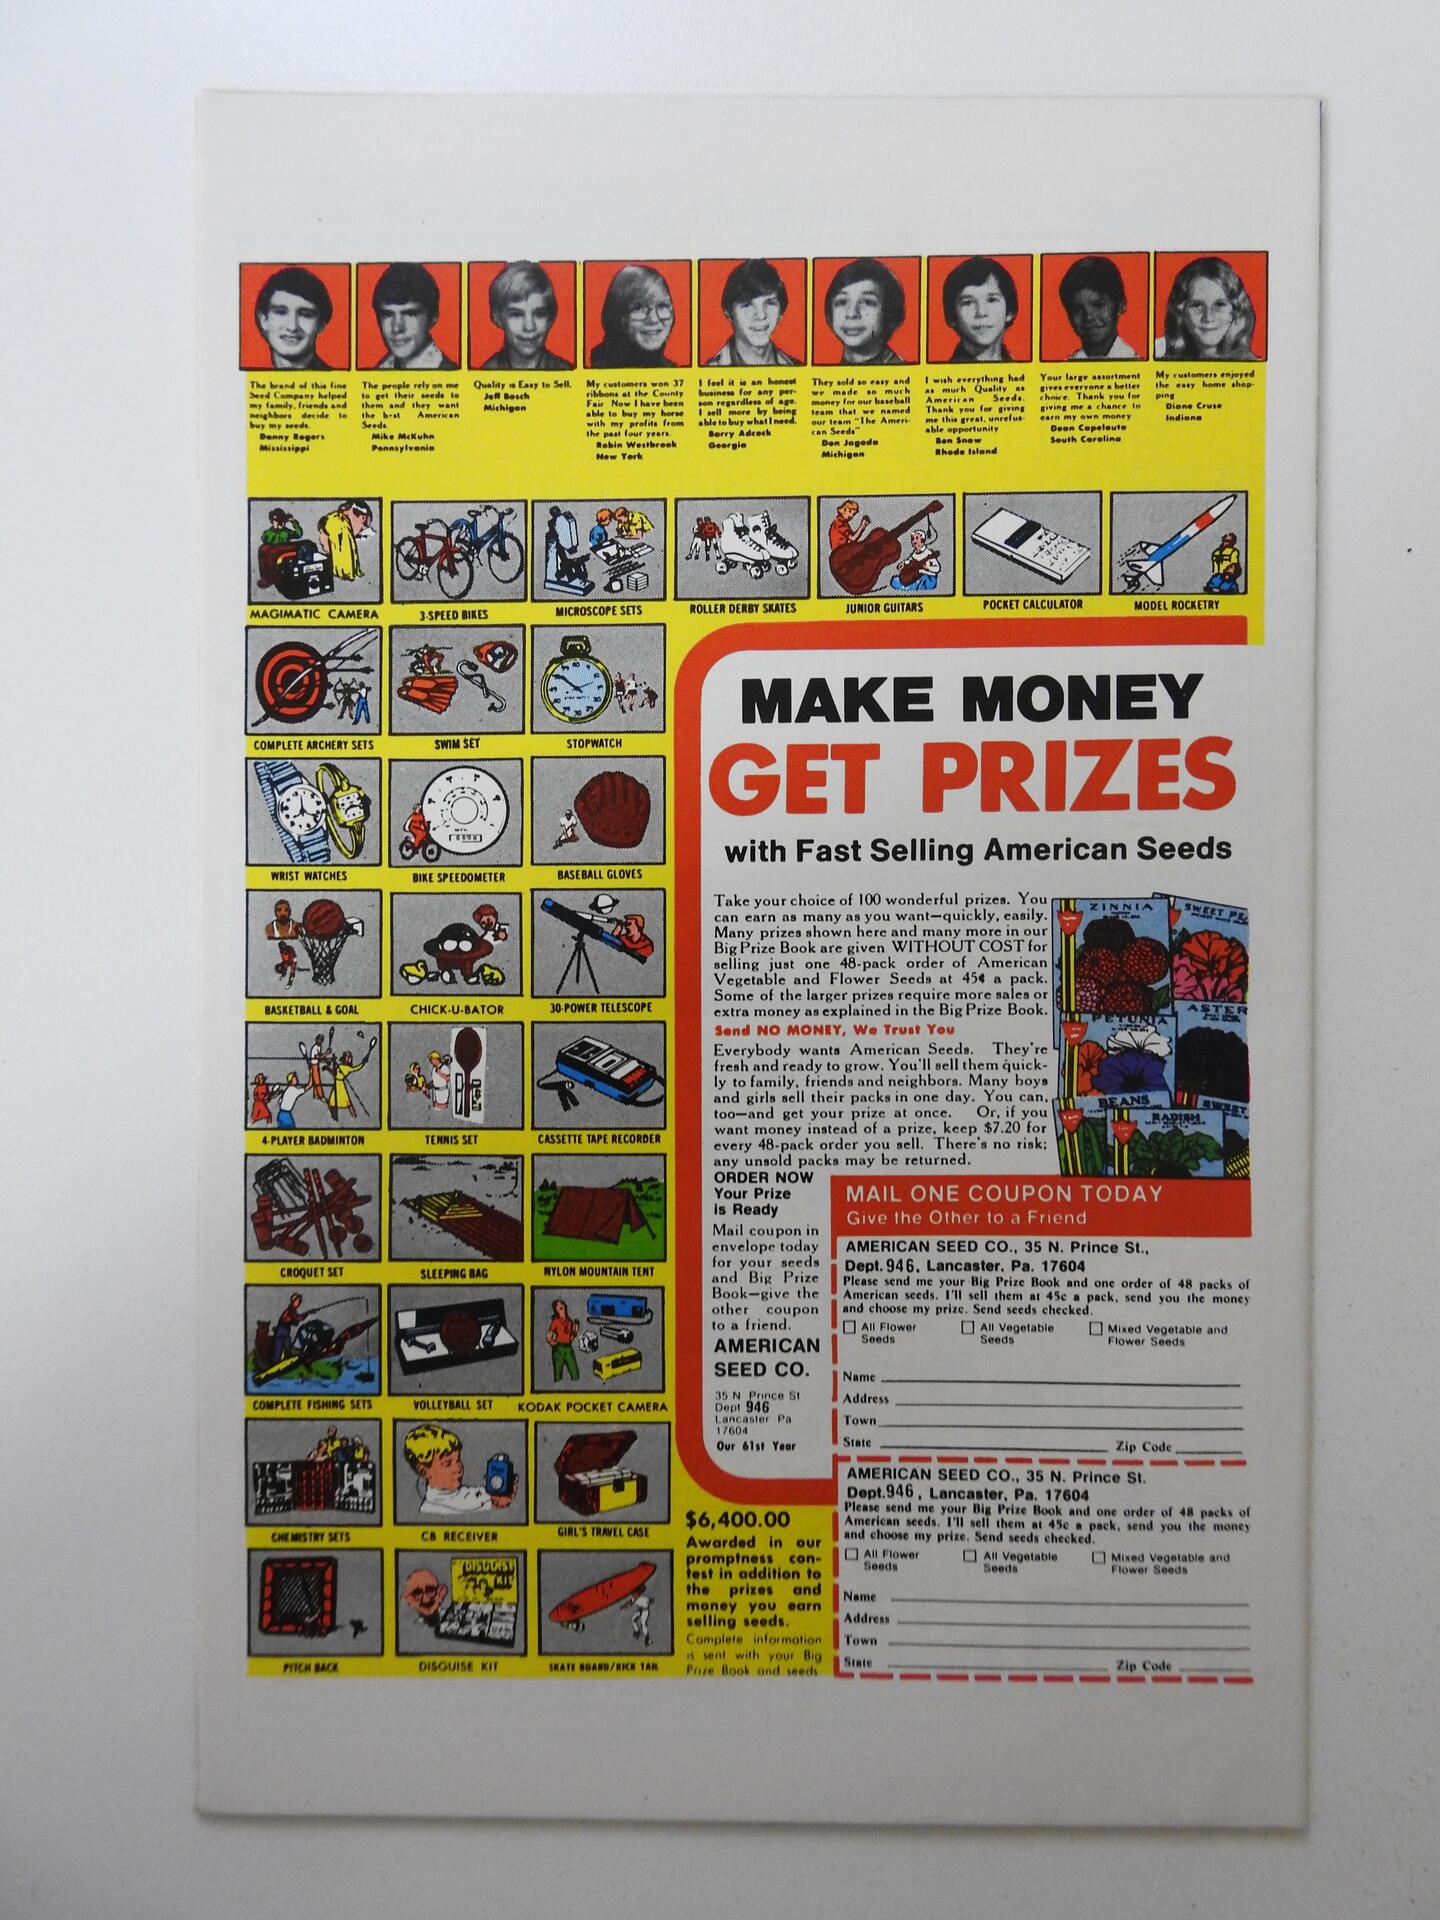 The brand of this fine
Seed Company helped
my family, friends and
neighbors decide to
buy my seeds.
Danny Rogers
Mississippi
The people rely on me
to get their seeds to
them and they want
the best American
Seeds.
Mike McKuhn
Pennsylvania
Quality is Easy to Sell.
Jeff Bosch
Michigan
My customers won 37
ribbons at the County
Fair Now I have been
able to buy my horse
with my profits from
the past four years.
Robin Westbrook
New York
I feel it is an honest
business for any per-
son regardless of age.
I sell more by being
able to buy what I need.
Barry Adcock
Georgia
They sold so easy and
we made so much
money for our baseball
team that we named
our team "The Ameri-
can Seeds"
Don Jagoda
Michigan
I wish everything had
as much Quality as
American Seeds.
Thank you for giving
me this great, unrefus-
able opportunity
Ben Snow
Rhode Island
Your large assortment
gives everyone a better
choice. Thank you for
giving me a chance to
earn my own money
Dean Capeloute
South Carolina
My customers enjoyed
the easy home shop-
ping
Diane Cruse
Indiana
MAGIMATIC CAMERA
3-SPEED BIKES
MICROSCOPE SETS
ROLLER DERBY SKATES
JUNIOR GUITARS
POCKET CALCULATOR
MODEL ROCKETRY
COMPLETE ARCHERY SETS
SWIM SET
STOPWATCH
WRIST WATCHES
BIKE SPEEDOMETER
BASEBALL GLOVES
BASKETBALL & GOAL
CHICK-U-BATOR
30-POWER TELESCOPE
4-PLAYER BADMINTON
TENNIS SET
CASSETTE TAPE RECORDER
CROQUET SET
SLEEPING BAG
NYLON MOUNTAIN TENT
COMPLETE FISHING SETS
VOLLEYBALL SET
KODAK POCKET CAMERA
CHEMISTRY SETS
CB RECEIVER
GIRL'S TRAVEL CASE
PITCH BACK
DISGUISE KIT
DISGUISE KIT
SKATE BOARD/KICK TAIL
MAKE MONEY
GET PRIZES
with Fast Selling American Seeds
Take your choice of 100 wonderful prizes. You
can earn as many as you want—quickly, easily.
Many prizes shown here and many more in our
Big Prize Book are given WITHOUT COST for
selling just one 48-pack order of American
Vegetable and Flower Seeds at 45¢ a pack.
Some of the larger prizes require more sales or
extra money as explained in the Big Prize Book.
Send NO MONEY, We Trust You
Everybody wants American Seeds. They're
fresh and ready to grow. You'll sell them quick-
ly to family, friends and neighbors. Many boys
and girls sell their packs in one day. You can,
too—and get your prize at once. Or, if you
want money instead of a prize, keep $7.20 for
every 48-pack order you sell. There's no risk;
any unsold packs may be returned.
ZINNIA
SWEET PE
ASTER
PETUNIA
BEANS
RADISH
SWEET
ORDER NOW
Your Prize
is Ready
Mail coupon in
envelope today
for your seeds
and Big Prize
Book—give the
other coupon
to a friend.
AMERICAN
SEED CO.
35 N Prince St
Dept 946
Lancaster Pa
17604
Our 61st Year
MAIL ONE COUPON TODAY
Give the Other to a Friend
AMERICAN SEED CO., 35 N. Prince St.,
Dept. 946, Lancaster, Pa. 17604
Please send me your Big Prize Book and one order of 48 packs of
American seeds. I'll sell them at 45c a pack, send you the money
and choose my prize. Send seeds checked.
All Flower Seeds
All Vegetable Seeds
Mixed Vegetable and Flower Seeds
Name
Address
Town
State Zip Code
AMERICAN SEED CO., 35 N. Prince St.
Dept. 946, Lancaster, Pa. 17604
Please send me your Big Prize Book and one order of 48 packs of
American seeds. I'll sell them at 45c a pack, send you the money
and choose my prize. Send seeds checked.
All Flower Seeds
All Vegetable Seeds
Mixed Vegetable and Flower Seeds
Name
Address
Town
State Zip Code
$6,400.00
Awarded in our
promptness con-
test in addition to
the prizes and
money you earn
selling seeds.
Complete information
is sent with your Big
Prize Book and seeds